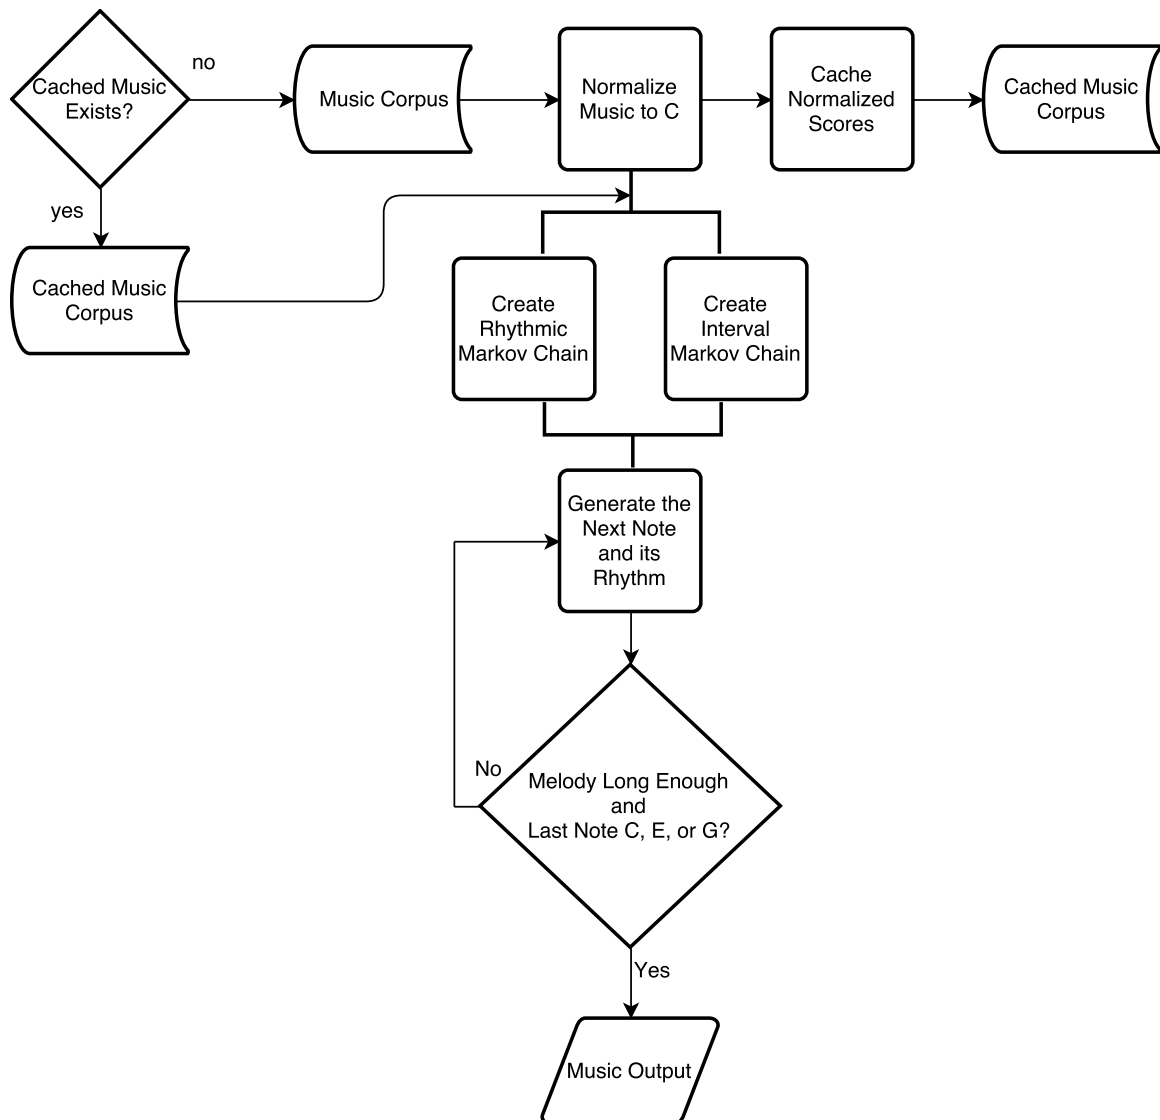 Cached Music
Exists?
no
Music Corpus
Normalize
Music to C
Cache
Normalized
Scores
Cached Music
Corpus
yes
Cached Music
Corpus
Create
Rhythmic
Markov Chain
Create
Interval
Markov Chain
Generate the
Next Note
and its
Rhythm
No
Melody Long Enough
and
Last Note C, E, or G?
Yes
Music Output